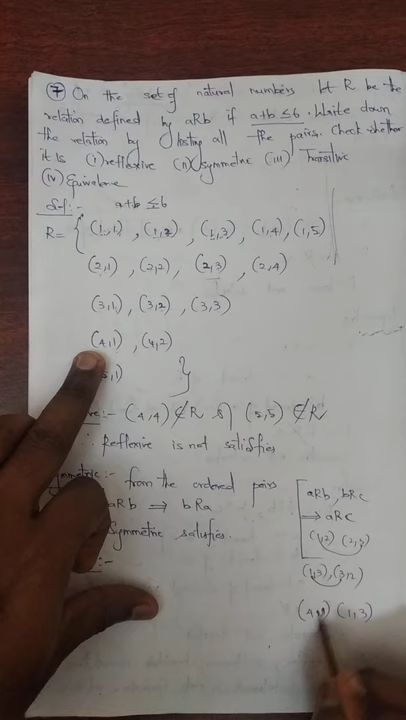 ⑦ On the set of natural numbers let R be the
relation defined by aRb if a+b ≤ 6. Write down
the relation by listing all the pairs. Check whether
it is (i) reflexive (ii) Symmetric (iii) Transitive
(iv) Equivalence
Sol:- a+b ≤ 6
R = { (1,1), (1,2), (1,3), (1,4), (1,5)
(2,1), (2,2), (2,3), (2,4)
(3,1), (3,2), (3,3)
(4,1), (4,2)
,1) }
:- (4,4) ∉ R (5,5) ∉ R
∴ Reflexive is not satisfies
:- from the ordered pairs
aRb ⇒ bRa
Symmetric satisfies.
:-
aRb, bRc
⇒ aRc
(1,2) (2,
(1,3), (3,2)
(4, (1,3)